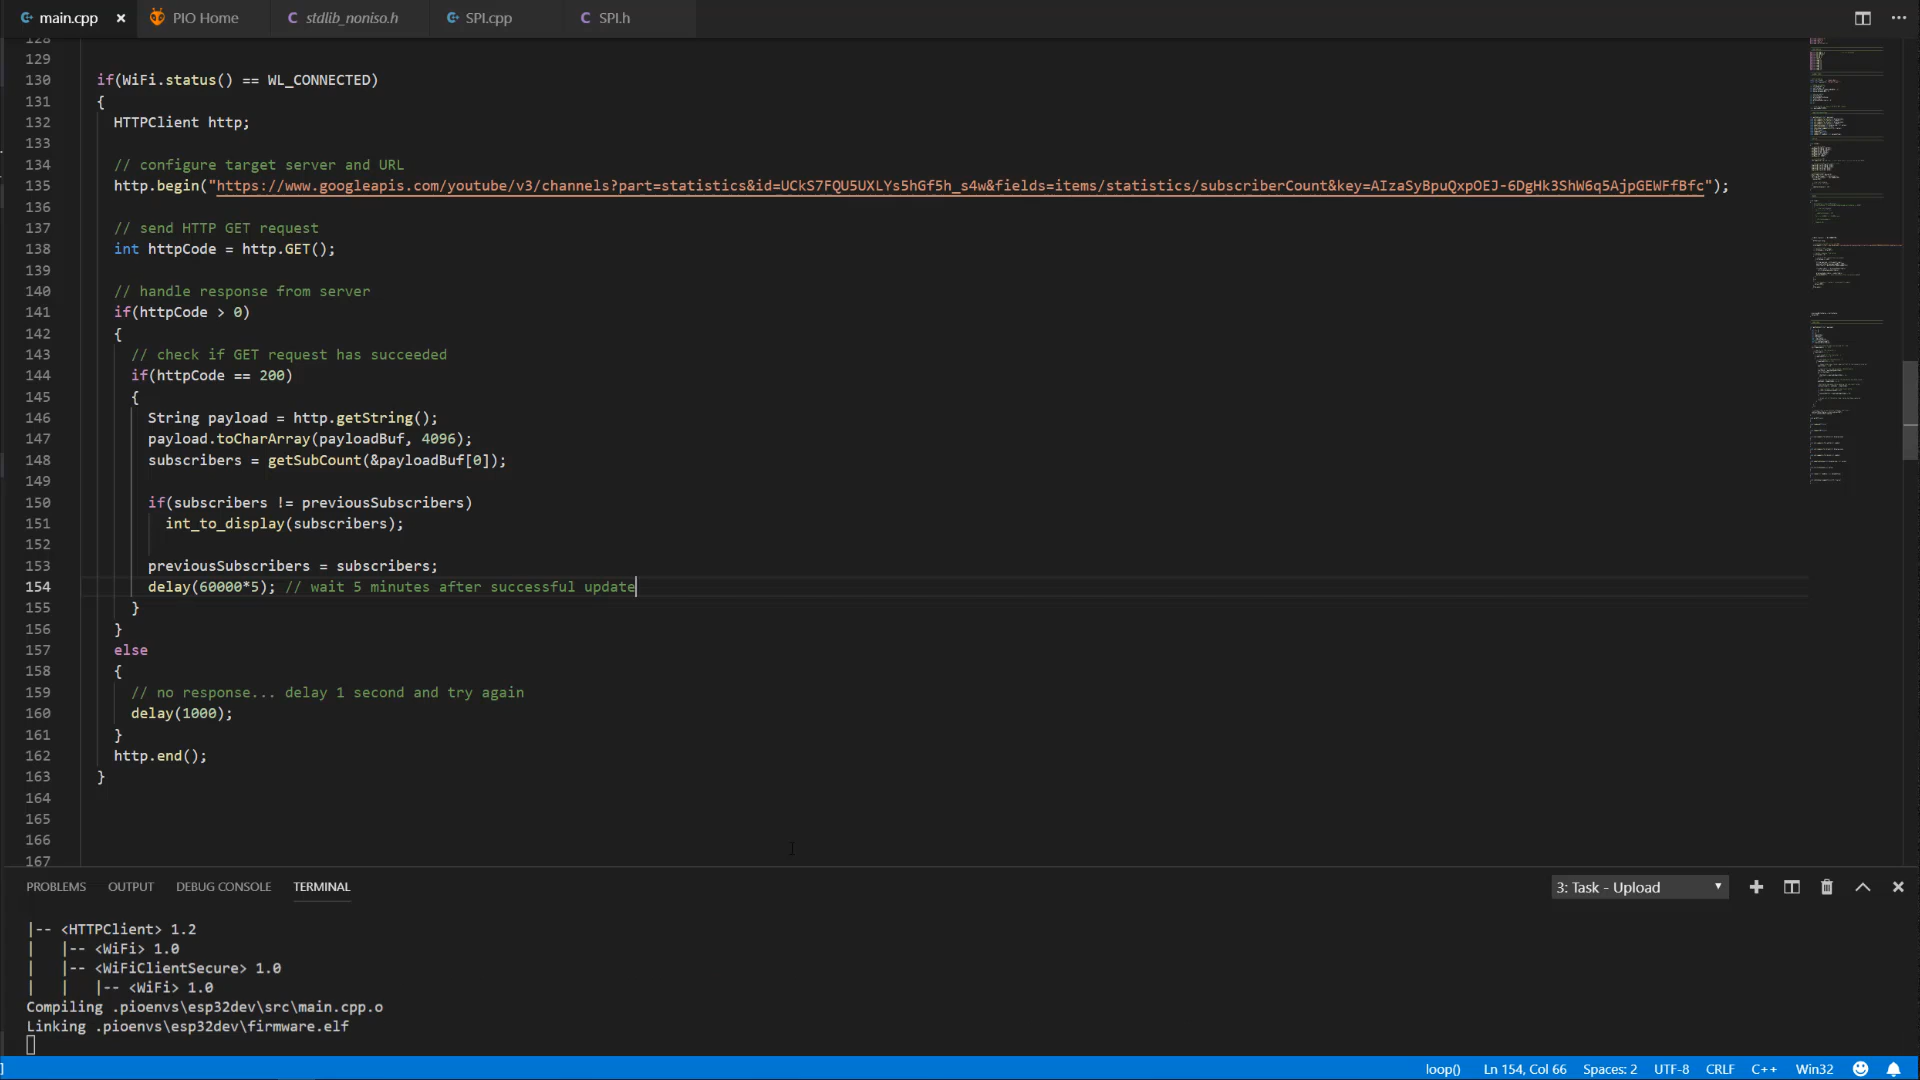 main.cpp × PIO Home stdlib_noniso.h SPI.cpp SPI.h
128
129
130 if(WiFi.status() == WL_CONNECTED)
131 {
132 HTTPClient http;
133
134 // configure target server and URL
135 http.begin("https://www.googleapis.com/youtube/v3/channels?part=statistics&id=UCkS7FQU5UXLYs5hGf5h_s4w&fields=items/statistics/subscriberCount&key=AIzaSyBpuQxpOEJ-6DgHk3ShW6q5AjpGEWFfBfc");
136
137 // send HTTP GET request
138 int httpCode = http.GET();
139
140 // handle response from server
141 if(httpCode > 0)
142 {
143 // check if GET request has succeeded
144 if(httpCode == 200)
145 {
146 String payload = http.getString();
147 payload.toCharArray(payloadBuf, 4096);
148 subscribers = getSubCount(&payloadBuf[0]);
149
150 if(subscribers != previousSubscribers)
151 int_to_display(subscribers);
152
153 previousSubscribers = subscribers;
154 delay(60000*5); // wait 5 minutes after successful update
155 }
156 }
157 else
158 {
159 // no response... delay 1 second and try again
160 delay(1000);
161 }
162 http.end();
163 }
164
165
166
167
PROBLEMS OUTPUT DEBUG CONSOLE TERMINAL 3: Task - Upload
|-- <HTTPClient> 1.2
| |-- <WiFi> 1.0
| |-- <WiFiClientSecure> 1.0
| | |-- <WiFi> 1.0
Compiling .pioenvs\esp32dev\src\main.cpp.o
Linking .pioenvs\esp32dev\firmware.elf
loop() Ln 154, Col 66 Spaces: 2 UTF-8 CRLF C++ Win32